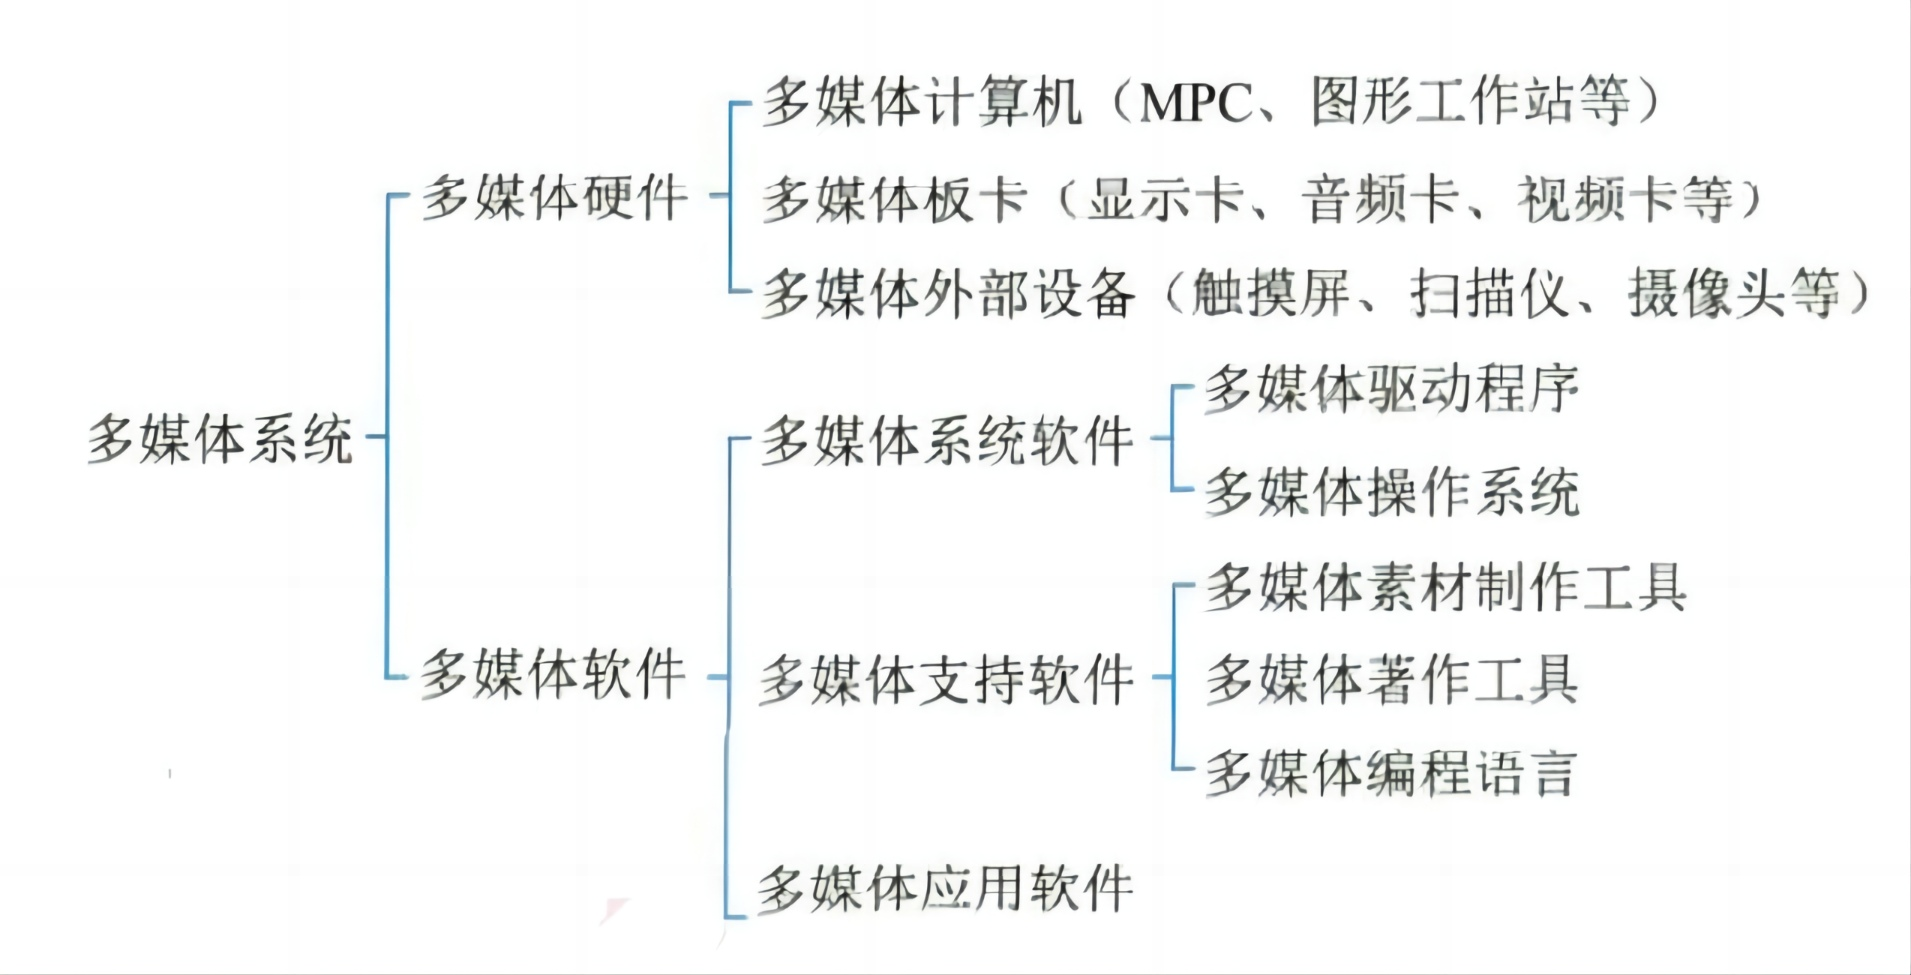 多媒体系统
多媒体硬件
多媒体计算机（MPC、图形工作站等）
多媒体板卡（显示卡、音频卡、视频卡等）
多媒体外部设备（触摸屏、扫描仪、摄像头等）
多媒体软件
多媒体系统软件
多媒体驱动程序
多媒体操作系统
多媒体支持软件
多媒体素材制作工具
多媒体著作工具
多媒体编程语言
多媒体应用软件